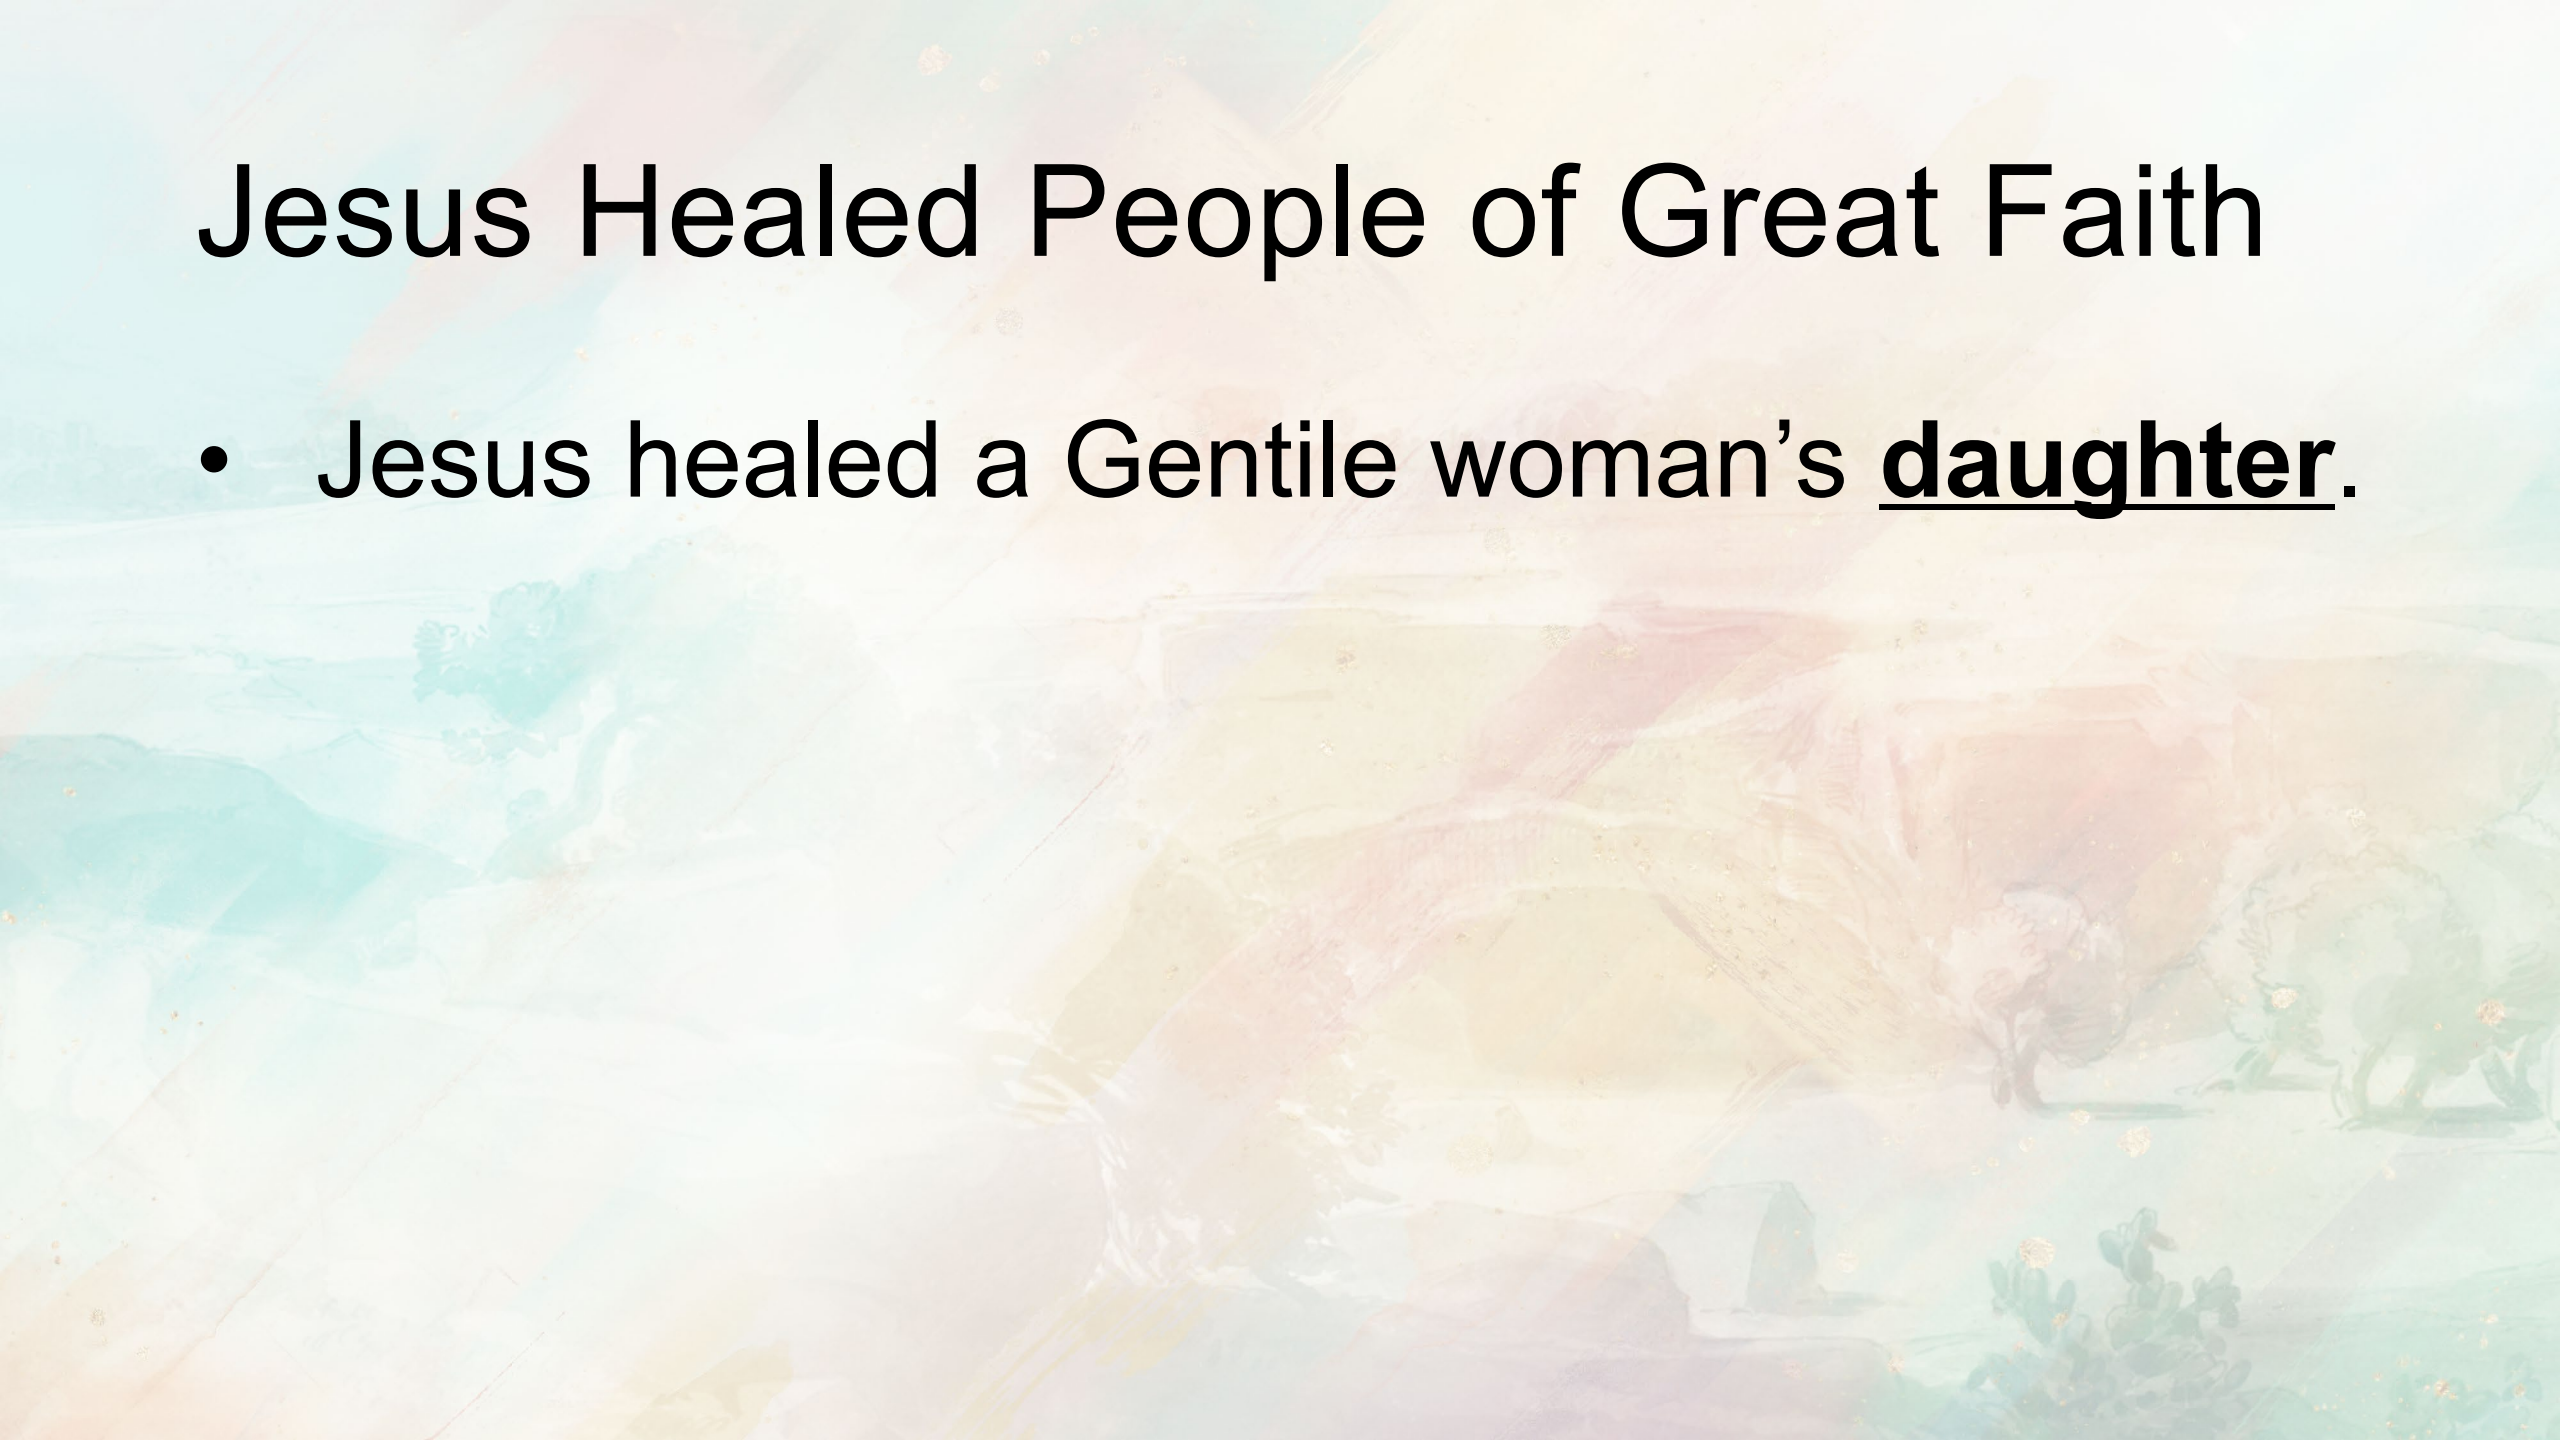 Jesus Healed People of Great Faith
• Jesus healed a Gentile woman’s daughter.